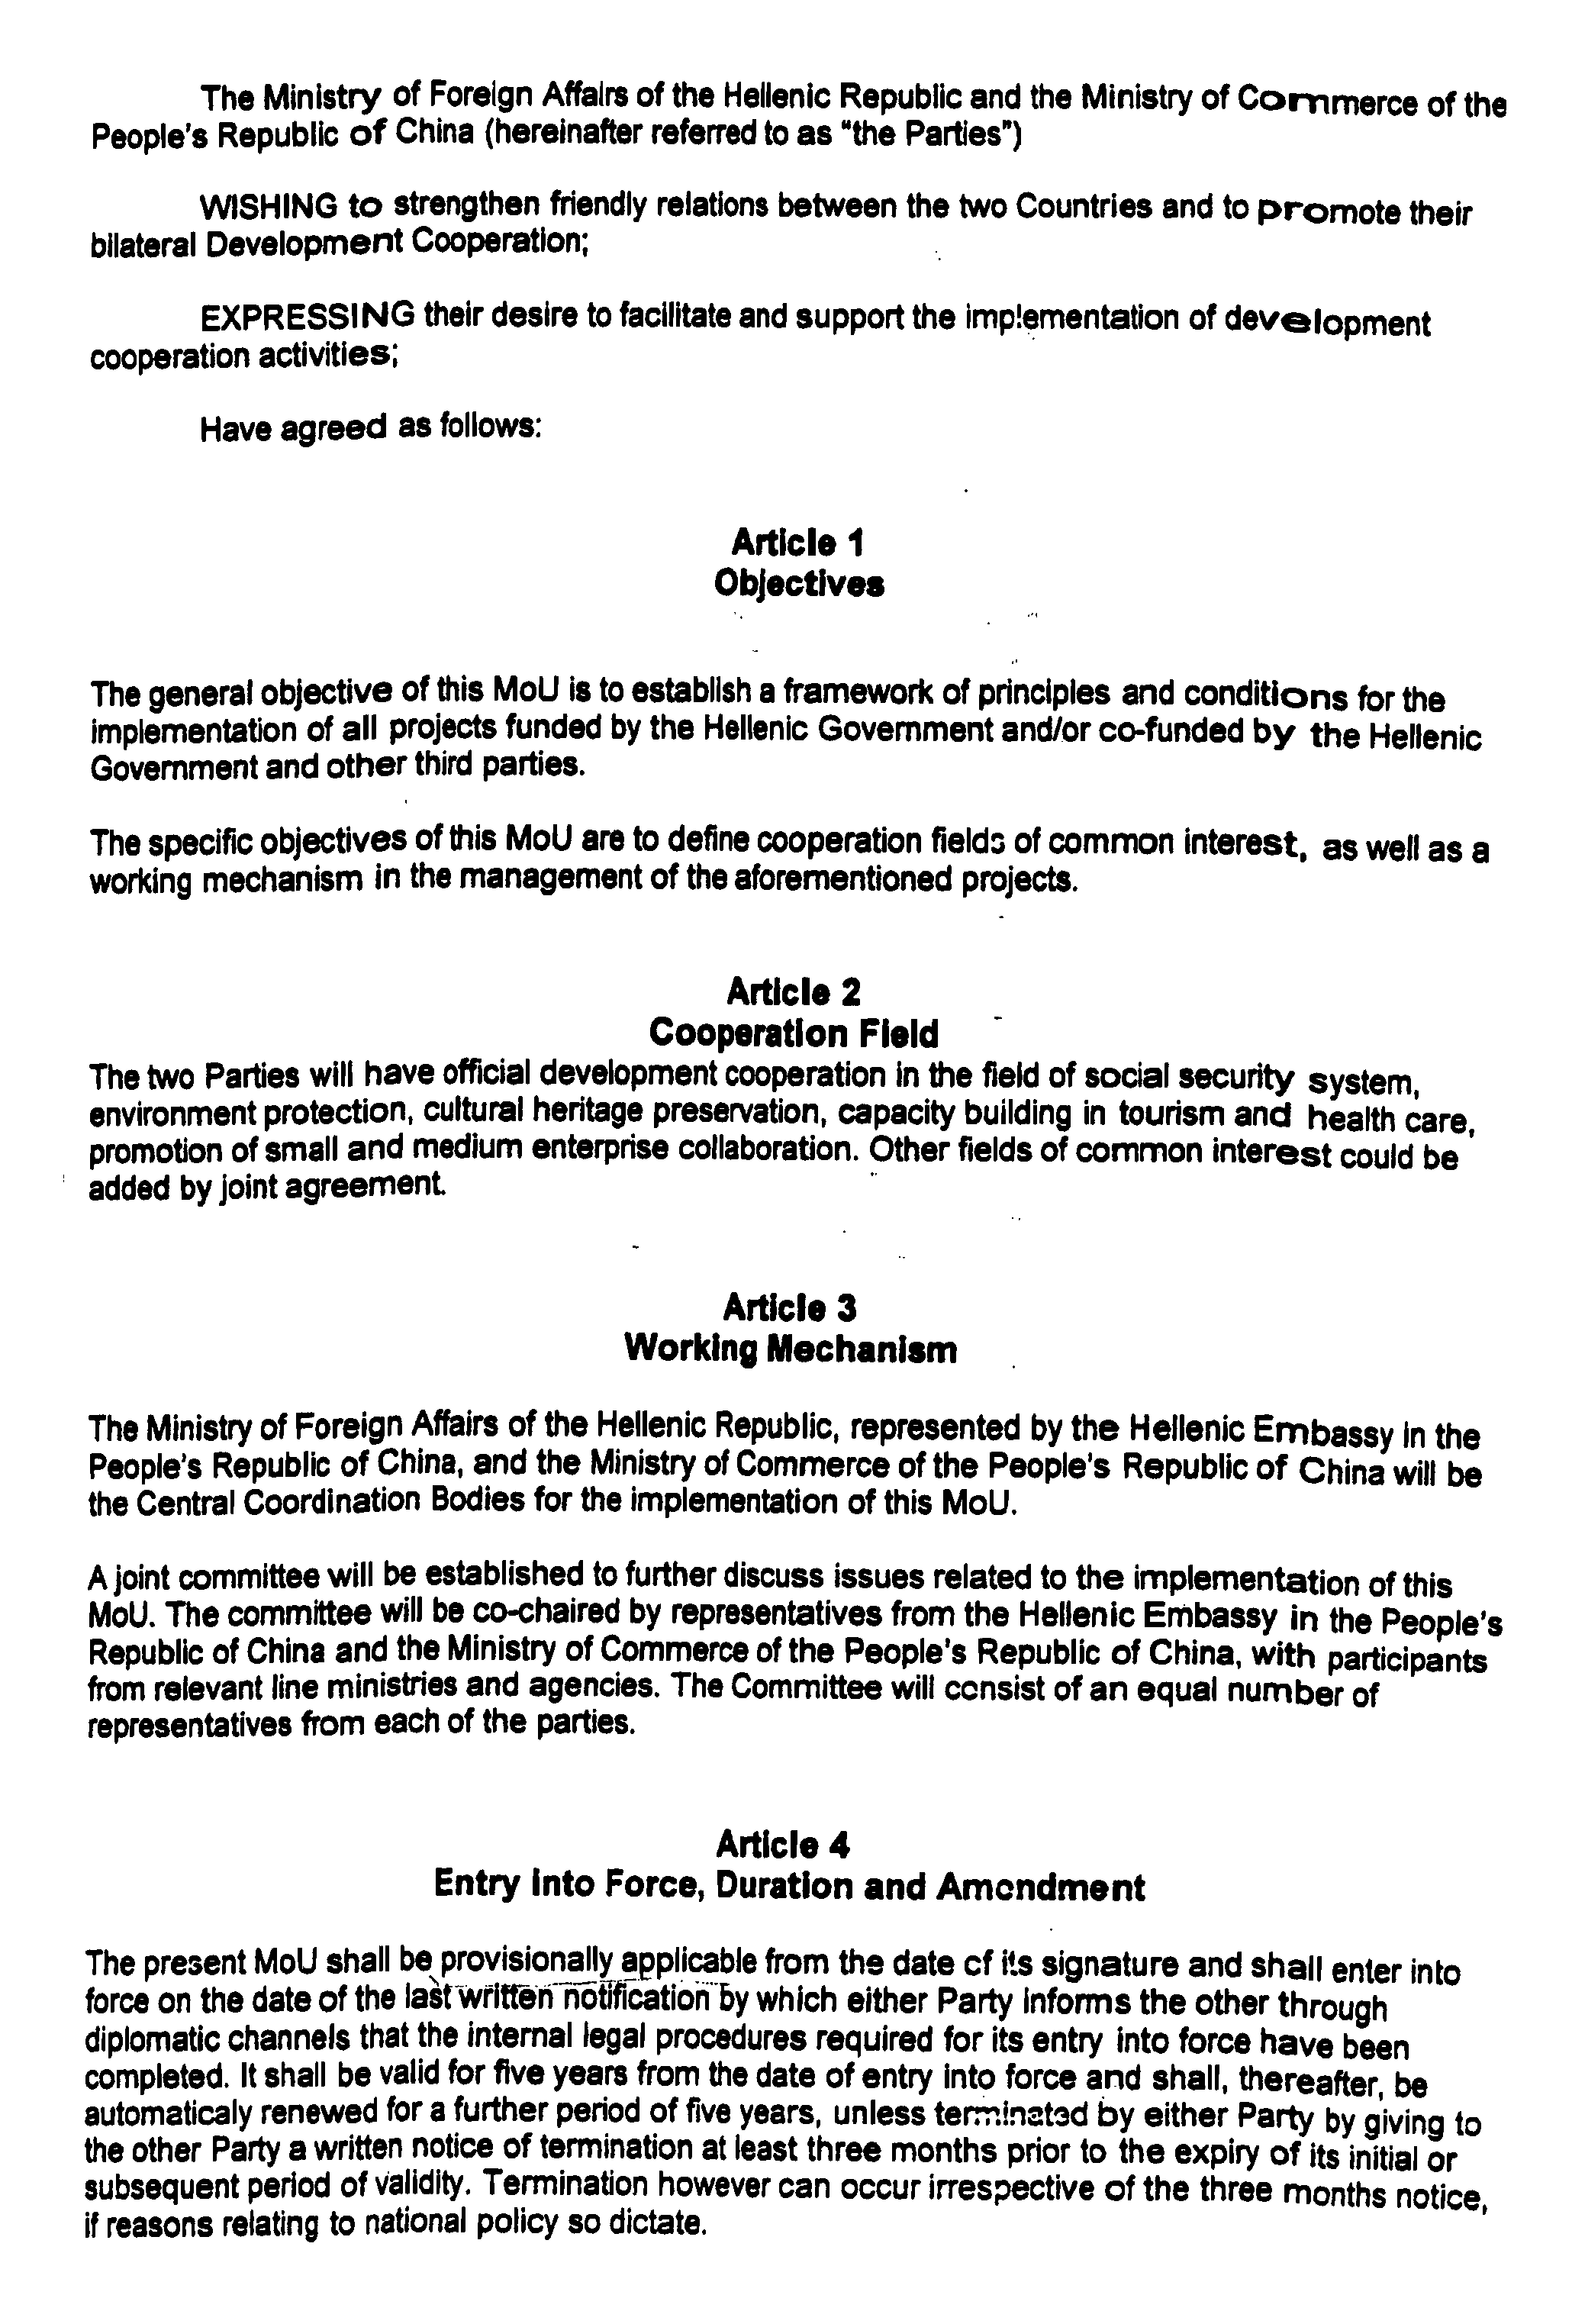 The Ministry of Foreign Affairs of the Hellenic Republic and the Ministry of Commerce of the
People's Republic of China (hereinafter referred to as "the Parties")
WISHING to strengthen friendly relations between the two Countries and to promote their
bilateral Development Cooperation;
EXPRESSING their desire to facilitate and support the implementation of development
cooperation activities;
Have agreed as follows:
Article 1
Objectives
The general objective of this MoU is to establish a framework of principles and conditions for the
implementation of all projects funded by the Hellenic Government and/or co-funded by the Hellenic
Government and other third parties.
The specific objectives of this MoU are to define cooperation fields of common interest, as well as a
working mechanism in the management of the aforementioned projects.
Article 2
Cooperation Field
The two Parties will have official development cooperation in the field of social security system,
environment protection, cultural heritage preservation, capacity building in tourism and health care,
promotion of small and medium enterprise collaboration. Other fields of common interest could be
added by joint agreement.
Article 3
Working Mechanism
The Ministry of Foreign Affairs of the Hellenic Republic, represented by the Hellenic Embassy in the
People's Republic of China, and the Ministry of Commerce of the People's Republic of China will be
the Central Coordination Bodies for the implementation of this MoU.
A joint committee will be established to further discuss issues related to the implementation of this
MoU. The committee will be co-chaired by representatives from the Hellenic Embassy in the People's
Republic of China and the Ministry of Commerce of the People's Republic of China, with participants
from relevant line ministries and agencies. The Committee will consist of an equal number of
representatives from each of the parties.
Article 4
Entry into Force, Duration and Amendment
The present MoU shall be provisionally applicable from the date of its signature and shall enter into
force on the date of the last written notification by which either Party informs the other through
diplomatic channels that the internal legal procedures required for its entry into force have been
completed. It shall be valid for five years from the date of entry into force and shall, thereafter, be
automaticaly renewed for a further period of five years, unless terminated by either Party by giving to
the other Party a written notice of termination at least three months prior to the expiry of its initial or
subsequent period of validity. Termination however can occur irrespective of the three months notice,
if reasons relating to national policy so dictate.